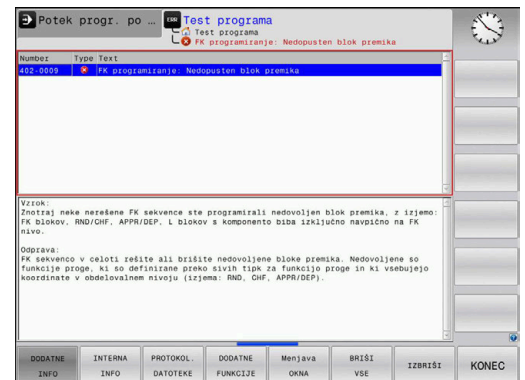 Potek progr. po ...
ERR Test programa
Test programa
FK programiranje: Nedopusten blok premika
Number Type Text
402-0009 FK programiranje: Nedopusten blok premika
Vzrok:
Znotraj neke nerešene FK sekvence ste programirali nedovoljen blok premika, z izjemo:
FK blokov, RND/CHF, APPR/DEP, L blokov s komponento giba izključno navpično na FK
nivo.
Odprava:
FK sekvenco v celoti rešite ali brišite nedovoljene bloke premika. Nedovoljene so
funkcije proge, ki so definirane preko sivih tipk za funkcijo proge in ki vsebujejo
koordinate v obdelovalnem nivoju (izjema: RND, CHF, APPR/DEP).
DODATNE INFO
INTERNA INFO
PROTOKOL. DATOTEKE
DODATNE FUNKCIJE
Menjava OKNA
BRIŠI VSE
IZBRIŠI
KONEC